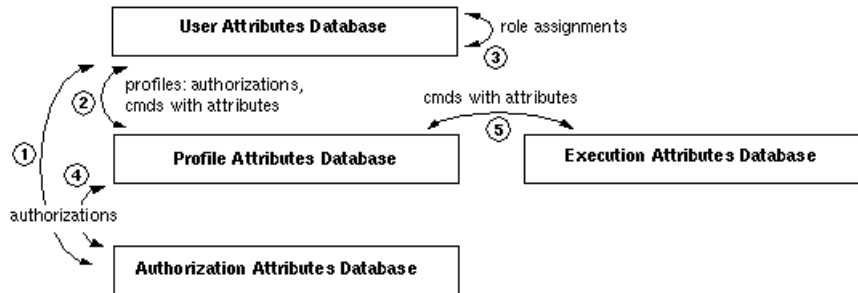 User Attributes Database
role assignments
3
2
profiles: authorizations,
cmds with attributes
cmds with attributes
5
1
Profile Attributes Database
Execution Attributes Database
4
authorizations
Authorization Attributes Database